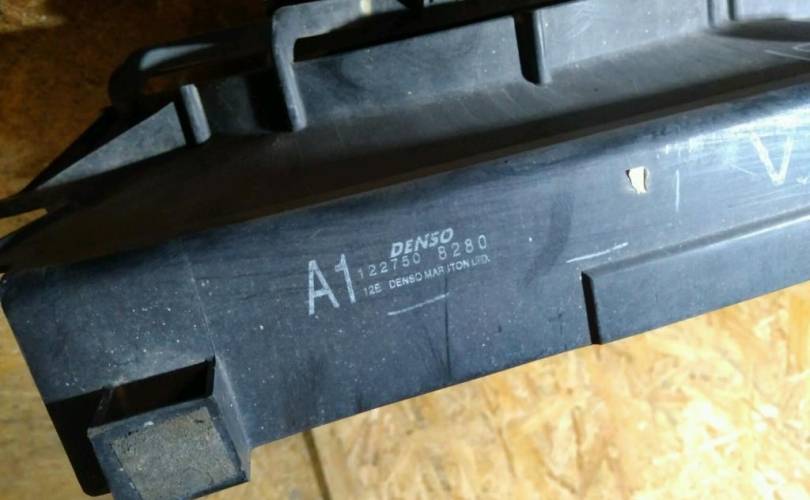 DENSO
A1 122750 8280
12E DENSO MARSTON LTD.
V